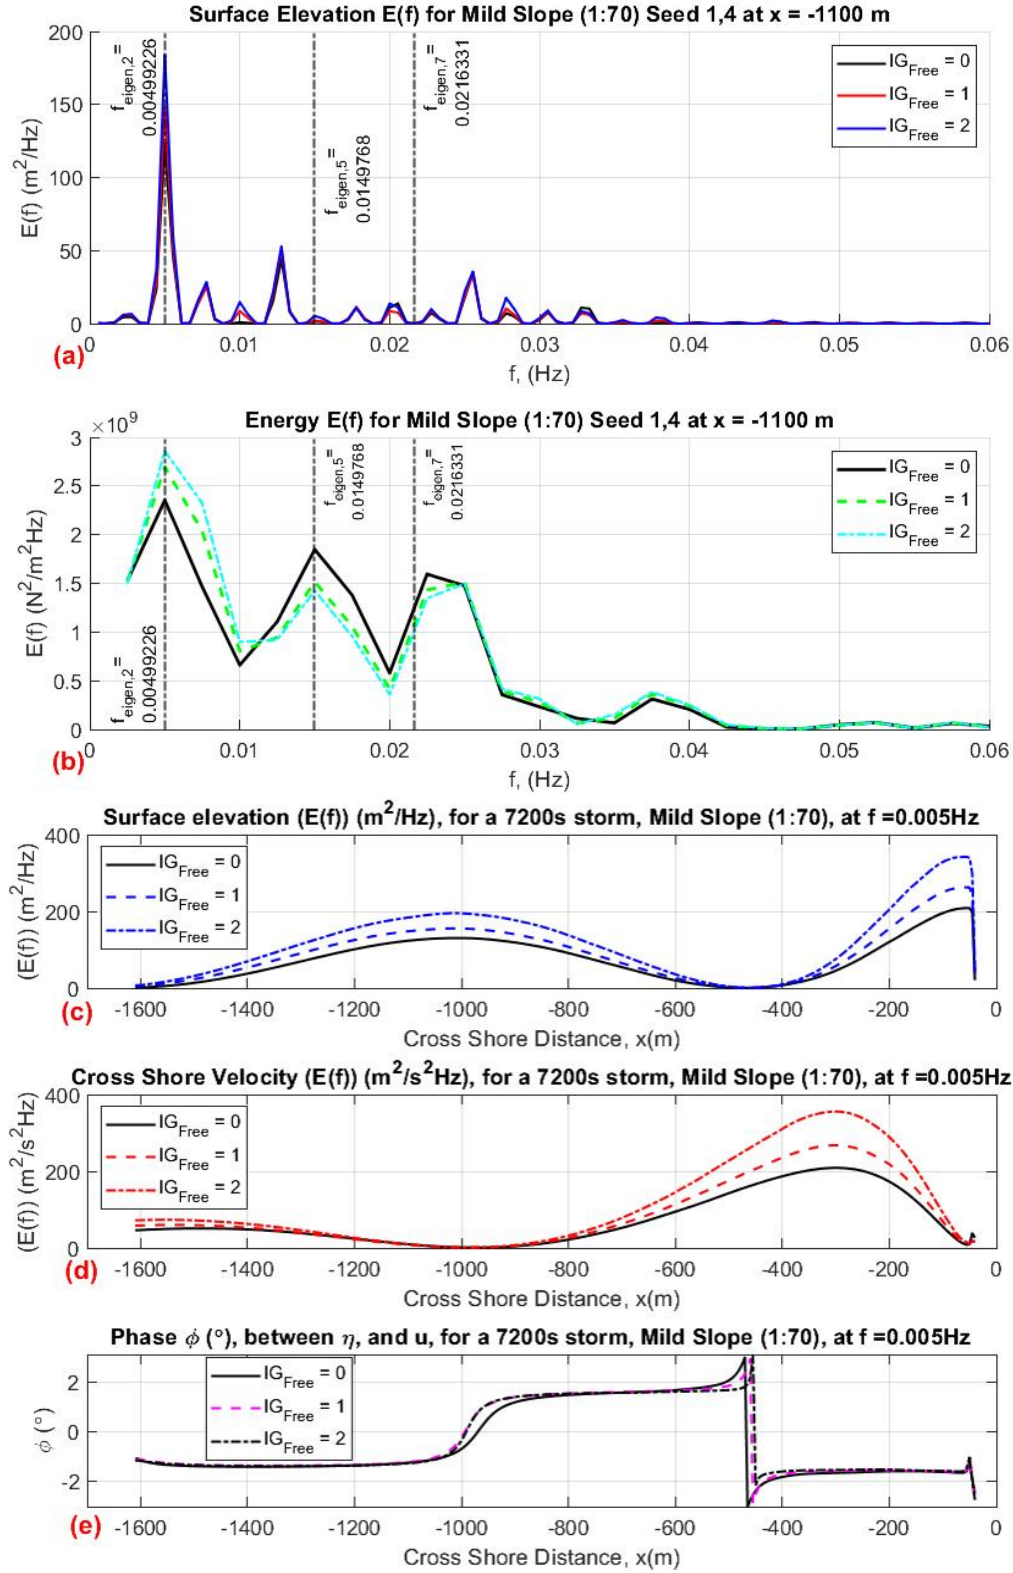 Surface Elevation E(f) for Mild Slope (1:70) Seed 1,4 at x = -1100 m
200
150
100
50
0
E(f) (m²/Hz)
f_eigen,2=
0.00499226
f_eigen,5=
0.0149768
f_eigen,7=
0.0216331
IG_Free = 0
IG_Free = 1
IG_Free = 2
0 0.01 0.02 0.03 0.04 0.05 0.06
(a)
f, (Hz)
Energy E(f) for Mild Slope (1:70) Seed 1,4 at x = -1100 m
×10⁹
3
2.5
2
1.5
1
0.5
0
E(f) (N²/m²Hz)
f_eigen,2=
0.00499226
f_eigen,5=
0.0149768
f_eigen,7=
0.0216331
IG_Free = 0
IG_Free = 1
IG_Free = 2
0 0.01 0.02 0.03 0.04 0.05 0.06
(b)
f, (Hz)
Surface elevation (E(f)) (m²/Hz), for a 7200s storm, Mild Slope (1:70), at f =0.005Hz
400
200
0
(E(f)) (m²/Hz)
IG_Free = 0
IG_Free = 1
IG_Free = 2
-1600 -1400 -1200 -1000 -800 -600 -400 -200 0
(c)
Cross Shore Distance, x(m)
Cross Shore Velocity (E(f)) (m²/s²Hz), for a 7200s storm, Mild Slope (1:70), at f =0.005Hz
400
200
0
(E(f)) (m²/s²Hz)
IG_Free = 0
IG_Free = 1
IG_Free = 2
-1600 -1400 -1200 -1000 -800 -600 -400 -200 0
(d)
Cross Shore Distance, x(m)
Phase ϕ (°), between η, and u, for a 7200s storm, Mild Slope (1:70), at f =0.005Hz
2
0
-2
ϕ (°)
IG_Free = 0
IG_Free = 1
IG_Free = 2
-1600 -1400 -1200 -1000 -800 -600 -400 -200 0
(e)
Cross Shore Distance, x(m)